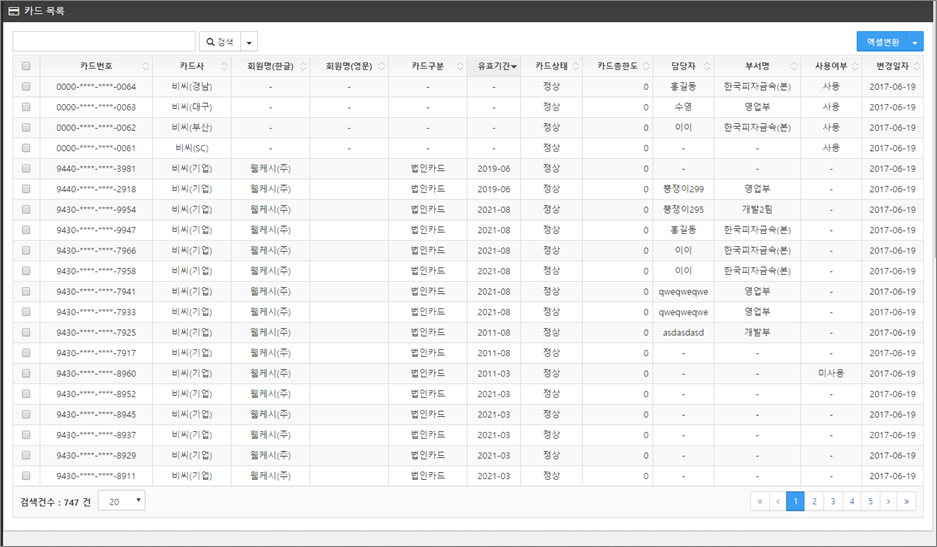 카드 목록
검색
엑셀변환
카드번호 카드사 회원명(한글) 회원명(영문) 카드구분 유효기간 카드상태 카드총한도 담당자 부서명 사용여부 변경일자
0000-****-****-0064 비씨(경남) - - - - 정상 0 홍길동 한국피자금속(본) 사용 2017-06-19
0000-****-****-0063 비씨(대구) - - - - 정상 0 수영 영업부 사용 2017-06-19
0000-****-****-0062 비씨(부산) - - - - 정상 0 이이 한국피자금속(본) 사용 2017-06-19
0000-****-****-0061 비씨(SC) - - - - 정상 0 - - 사용 2017-06-19
9440-****-****-3981 비씨(기업) 웰케시(주) 법인카드 2019-06 정상 0 - - - 2017-06-19
9440-****-****-2918 비씨(기업) 웰케시(주) 법인카드 2019-06 정상 0 뽕쟁이299 영업부 - 2017-06-19
9430-****-****-9954 비씨(기업) 웰케시(주) 법인카드 2021-08 정상 0 뽕쟁이295 개발2팀 - 2017-06-19
9430-****-****-9947 비씨(기업) 웰케시(주) 법인카드 2021-08 정상 0 홍길동 한국피자금속(본) - 2017-06-19
9430-****-****-7966 비씨(기업) 웰케시(주) 법인카드 2021-08 정상 0 이이 한국피자금속(본) - 2017-06-19
9430-****-****-7958 비씨(기업) 웰케시(주) 법인카드 2021-08 정상 0 이이 한국피자금속(본) - 2017-06-19
9430-****-****-7941 비씨(기업) 웰케시(주) 법인카드 2021-08 정상 0 qweqweqwe 영업부 - 2017-06-19
9430-****-****-7933 비씨(기업) 웰케시(주) 법인카드 2021-08 정상 0 qweqweqwe 영업부 - 2017-06-19
9430-****-****-7925 비씨(기업) 웰케시(주) 법인카드 2011-08 정상 0 asdasdasd 개발부 - 2017-06-19
9430-****-****-7917 비씨(기업) 웰케시(주) 법인카드 2011-08 정상 0 - - - 2017-06-19
9430-****-****-8960 비씨(기업) 웰케시(주) 법인카드 2011-03 정상 0 - - 미사용 2017-06-19
9430-****-****-8952 비씨(기업) 웰케시(주) 법인카드 2021-03 정상 0 - - - 2017-06-19
9430-****-****-8945 비씨(기업) 웰케시(주) 법인카드 2021-03 정상 0 - - - 2017-06-19
9430-****-****-8937 비씨(기업) 웰케시(주) 법인카드 2021-03 정상 0 - - - 2017-06-19
9430-****-****-8929 비씨(기업) 웰케시(주) 법인카드 2021-03 정상 0 - - - 2017-06-19
9430-****-****-8911 비씨(기업) 웰케시(주) 법인카드 2021-03 정상 0 - - - 2017-06-19
검색건수 : 747 건 20 « ‹ 1 2 3 4 5 › »